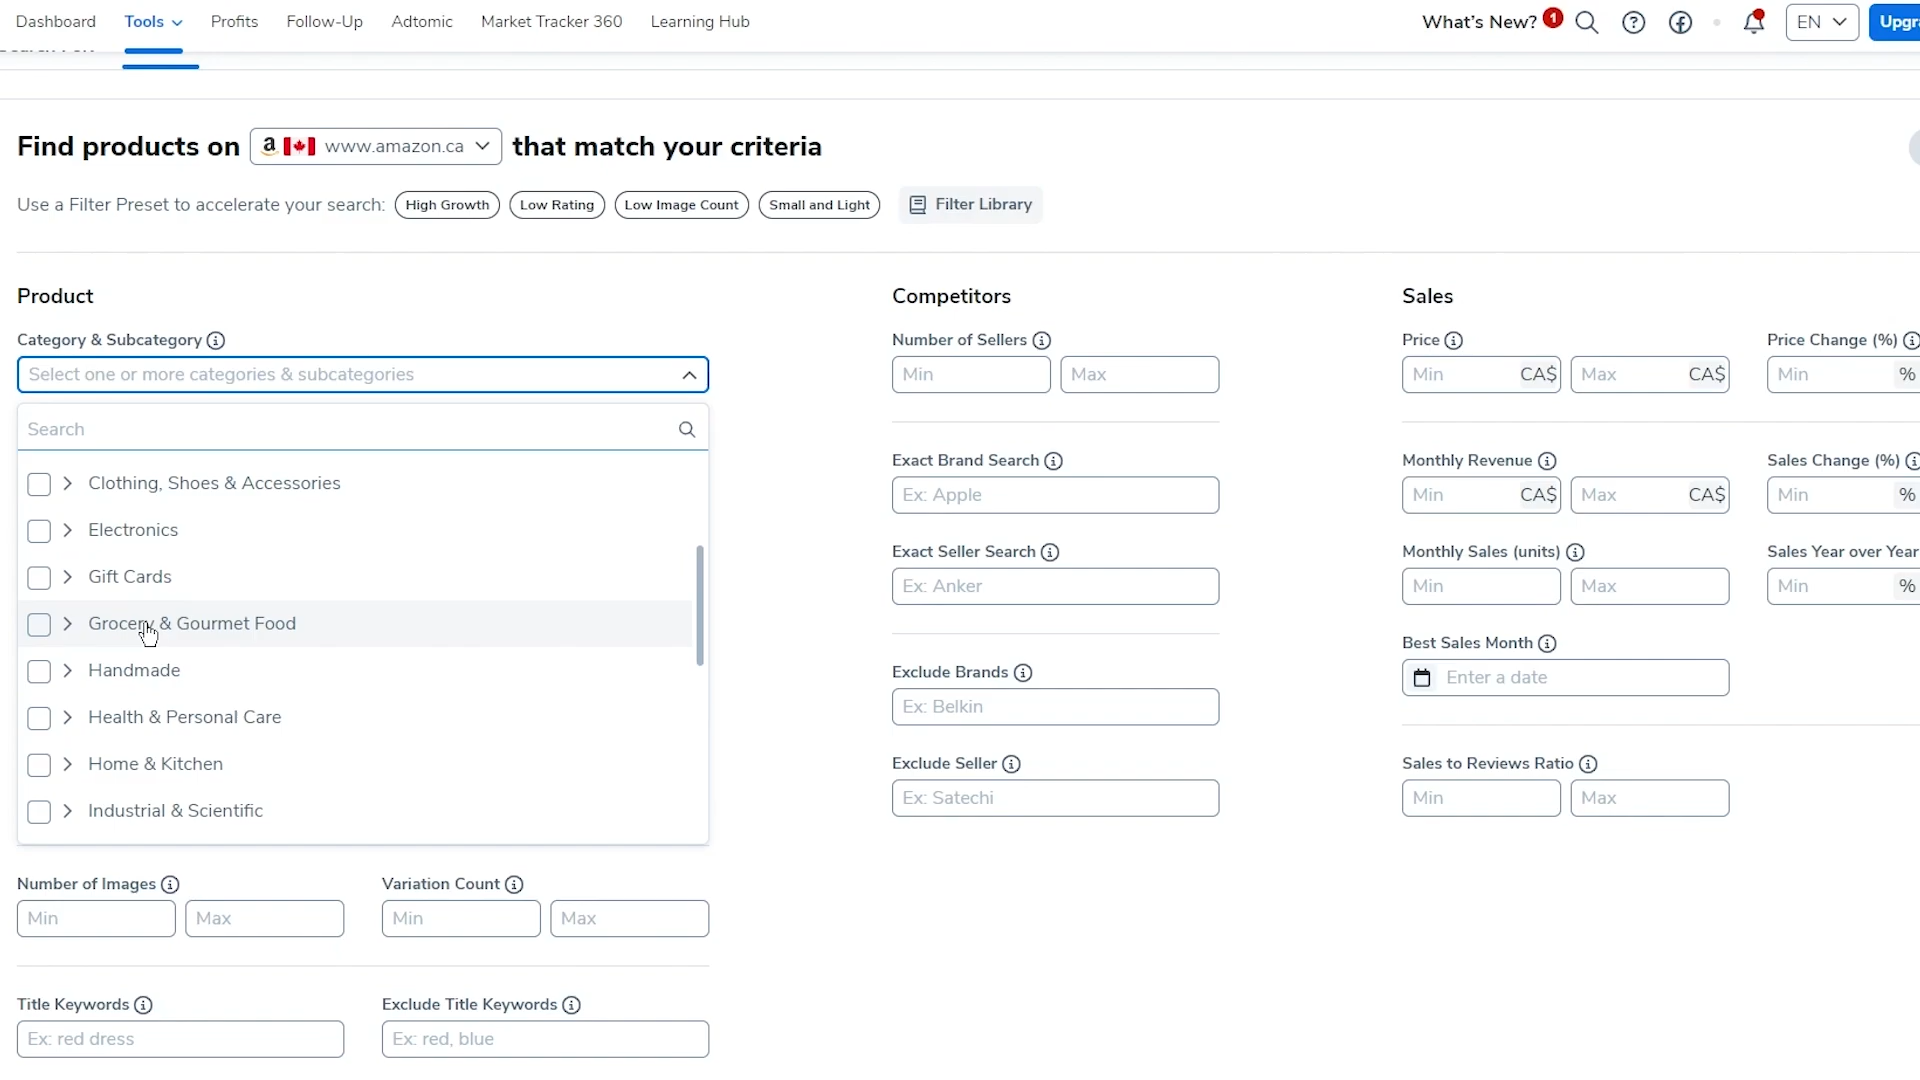 Dashboard Tools Profits Follow-Up Adtomic Market Tracker 360 Learning Hub What's New? 1 EN Upgr
Find products on a www.amazon.ca that match your criteria
Use a Filter Preset to accelerate your search: High Growth Low Rating Low Image Count Small and Light Filter Library
Product
Category & Subcategory
Select one or more categories & subcategories
Search
Clothing, Shoes & Accessories
Electronics
Gift Cards
Grocery & Gourmet Food
Handmade
Health & Personal Care
Home & Kitchen
Industrial & Scientific
Number of Images Variation Count
Min Max Min Max
Title Keywords Exclude Title Keywords
Ex: red dress Ex: red, blue
Competitors
Number of Sellers
Min Max
Exact Brand Search
Ex: Apple
Exact Seller Search
Ex: Anker
Exclude Brands
Ex: Belkin
Exclude Seller
Ex: Satechi
Sales
Price Price Change (%)
Min CA$ Max CA$ Min %
Monthly Revenue Sales Change (%)
Min CA$ Max CA$ Min %
Monthly Sales (units) Sales Year over Year
Min Max Min %
Best Sales Month
Enter a date
Sales to Reviews Ratio
Min Max